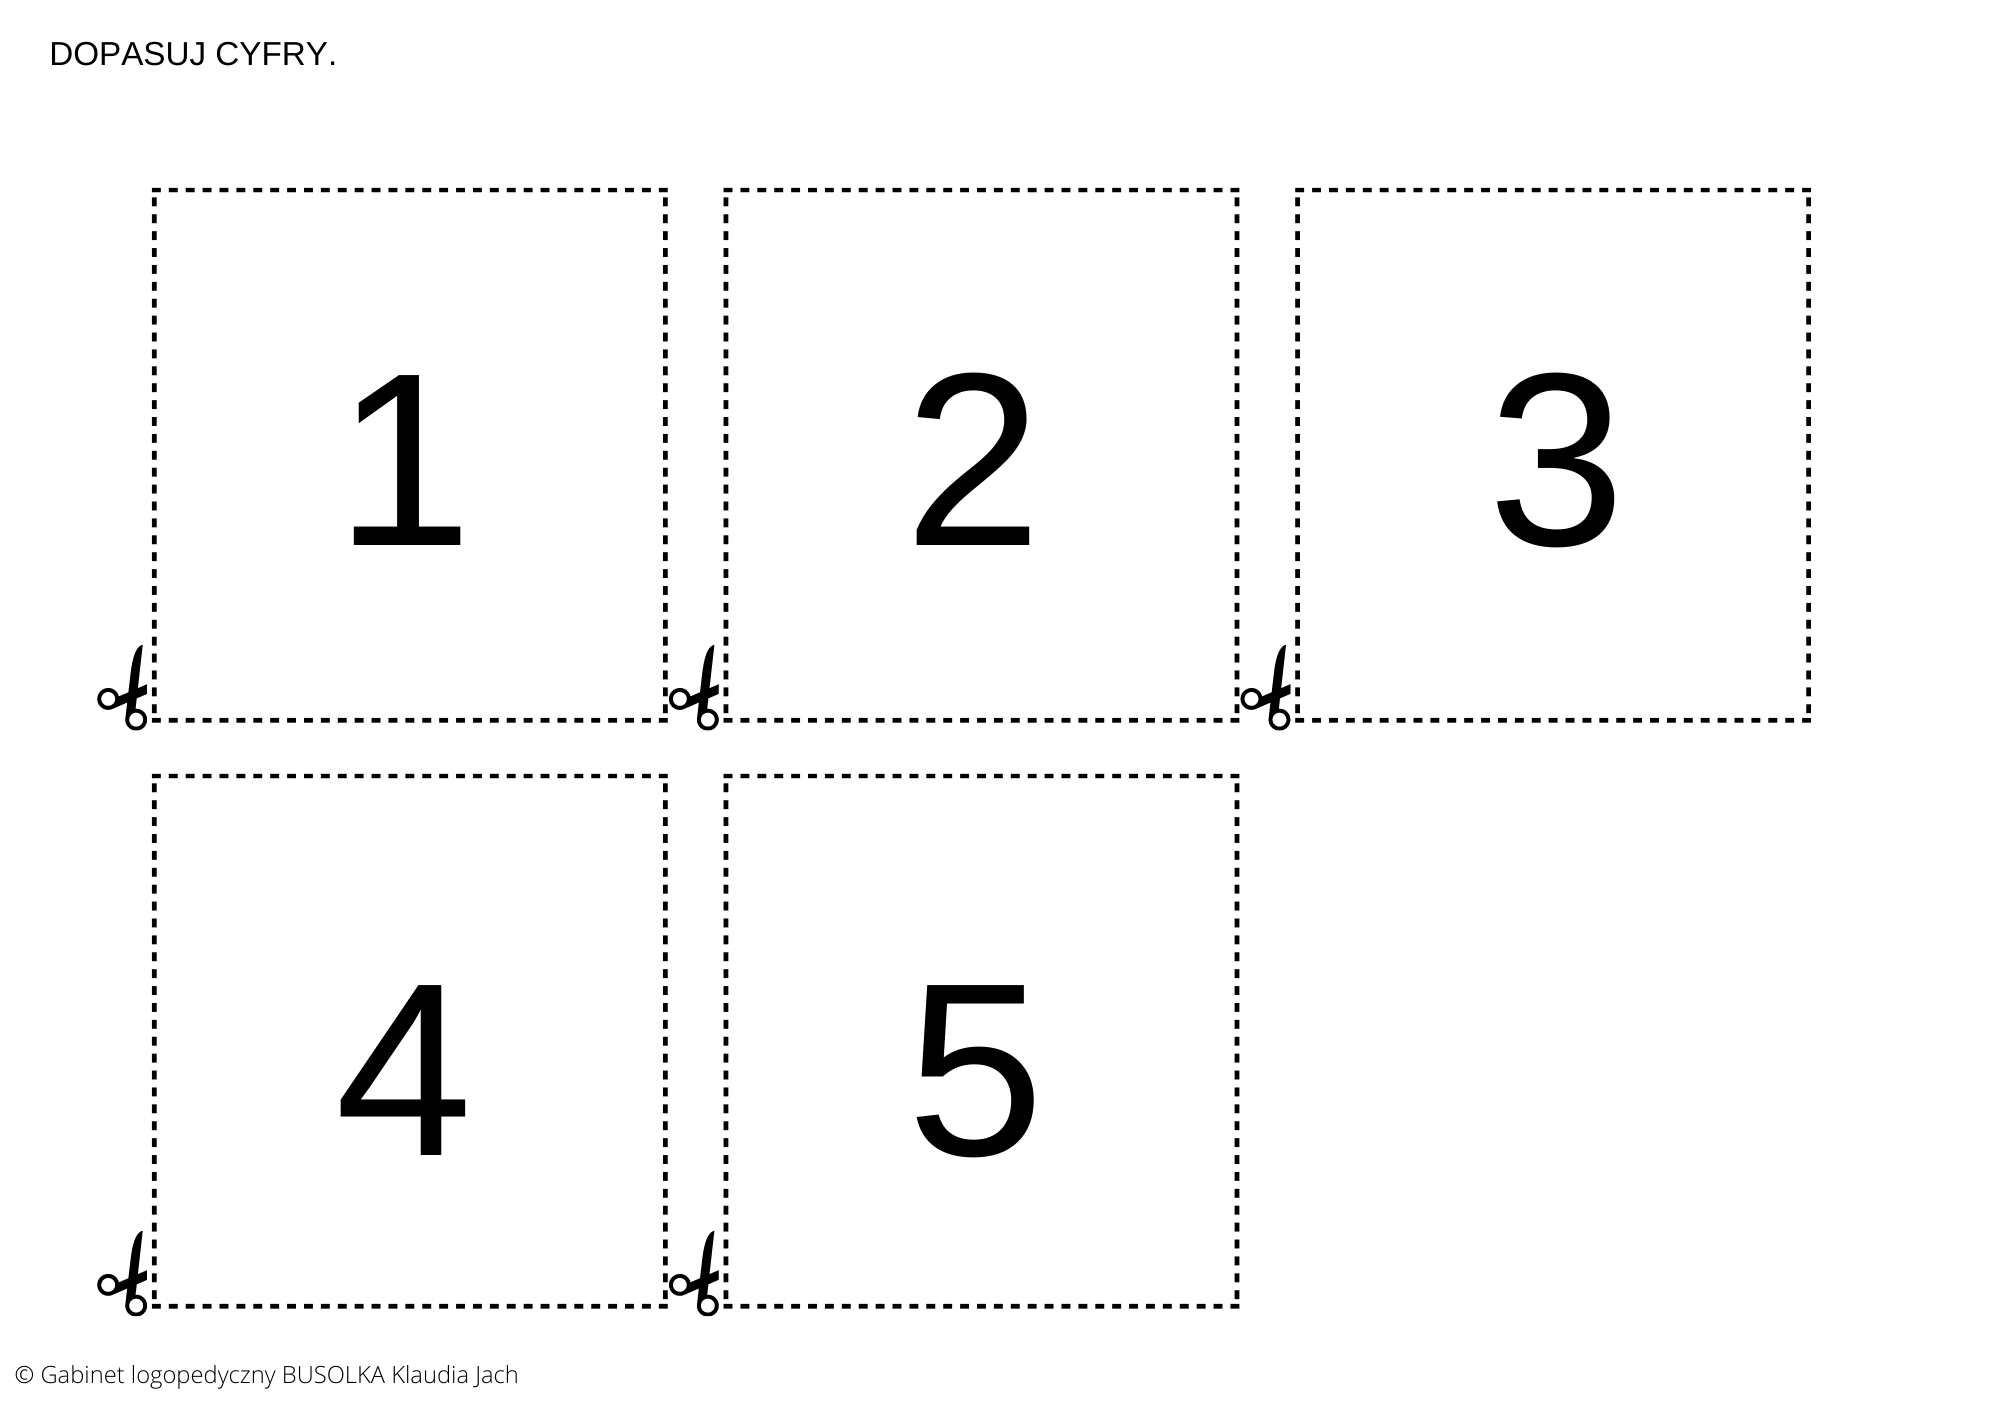 DOPASUJ CYFRY.
1 2 3
4 5
© Gabinet logopedyczny BUSOLKA Klaudia Jach